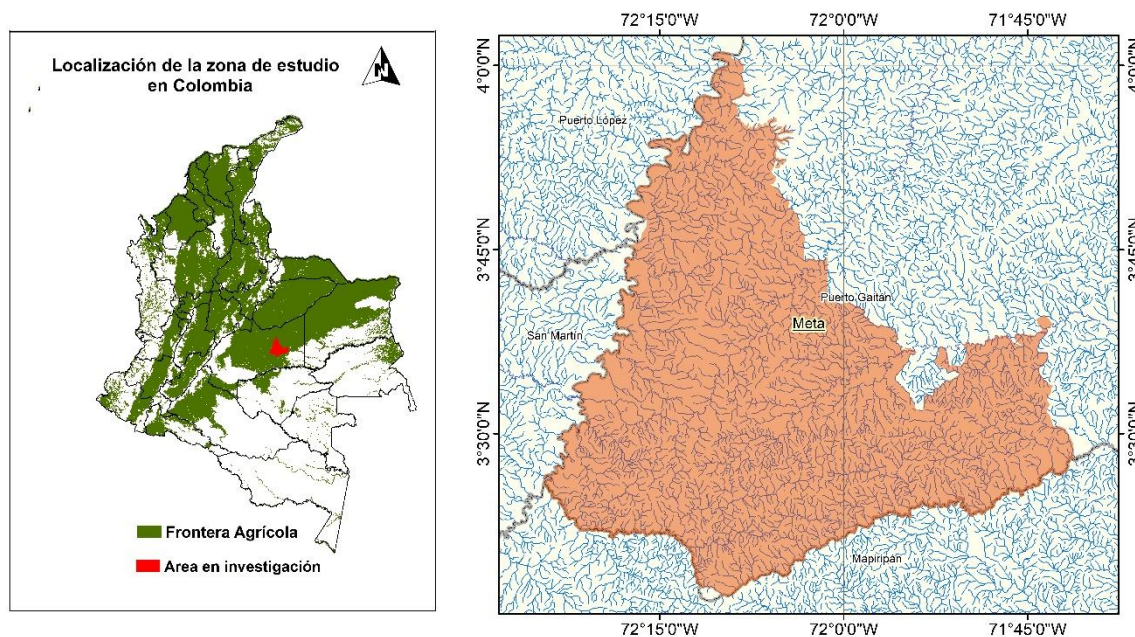 Localización de la zona de estudio
en Colombia
N
Frontera Agrícola
Area en investigación
72°15'0"W 72°0'0"W 71°45'0"W
4°0'0"N 4°0'0"N
Puerto López
3°45'0"N 3°45'0"N
Puerto Gaitán
Meta
San Martín
3°30'0"N 3°30'0"N
Mapiripán
72°15'0"W 72°0'0"W 71°45'0"W